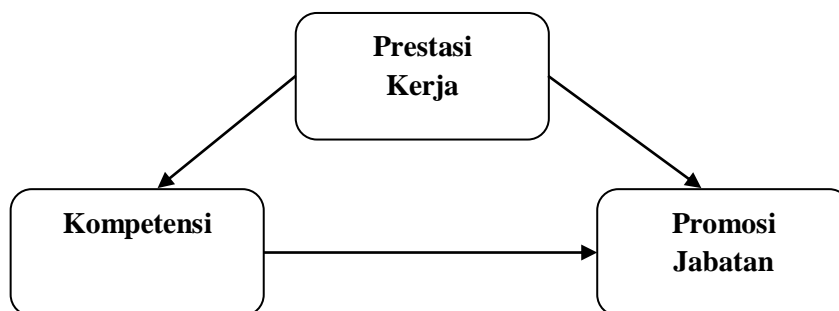 Prestasi
Kerja
Kompetensi
Promosi
Jabatan